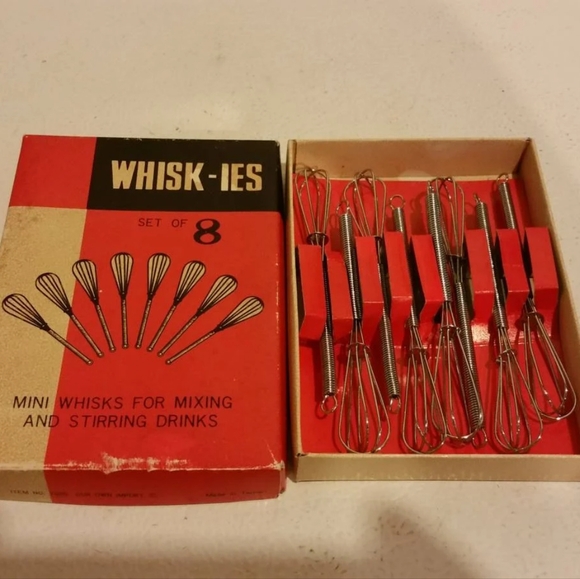 WHISK-IES
SET OF 8
MINI WHISKS FOR MIXING
AND STIRRING DRINKS